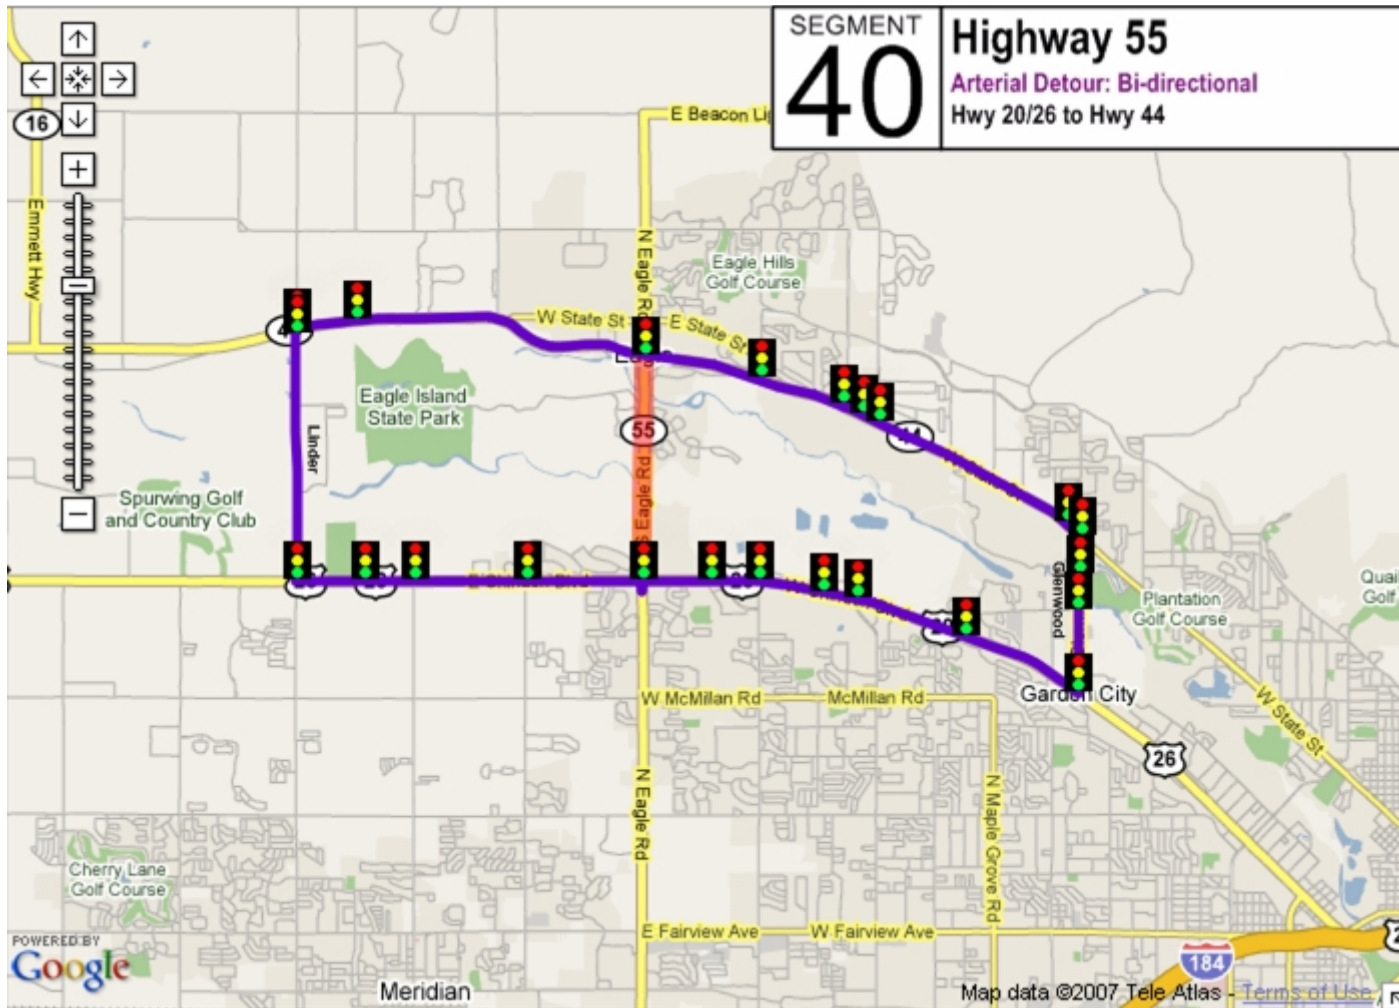 SEGMENT
40
Highway 55
Arterial Detour: Bi-directional
Hwy 20/26 to Hwy 44
16
E Beacon
Emmett Hwy
N Eagle Rd
Eagle Hills
Golf Course
W State St
E State St
Eagle Island
State Park
55
44
Linder
S Eagle Rd
Spurwing Golf
and Country Club
Glenwood
Plantation
Golf Course
Quai
Golf
W McMillan Rd
McMillan Rd
Garden City
W State St
26
N Eagle Rd
N Maple Grove Rd
Cherry Lane
Golf Course
E Fairview Ave
W Fairview Ave
184
POWERED BY
Google
Meridian
Map data ©2007 Tele Atlas - Terms of Use